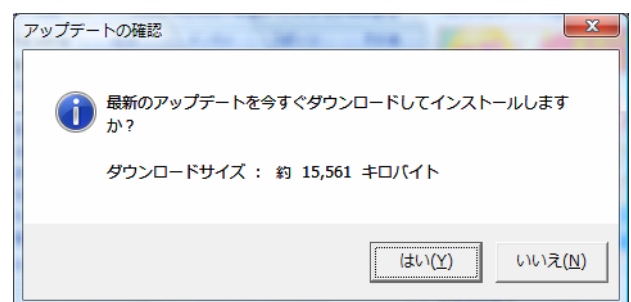 アップデートの確認
最新のアップデートを今すぐダウンロードしてインストールします
か？
ダウンロードサイズ ： 約 15,561 キロバイト
はい(Y)
いいえ(N)